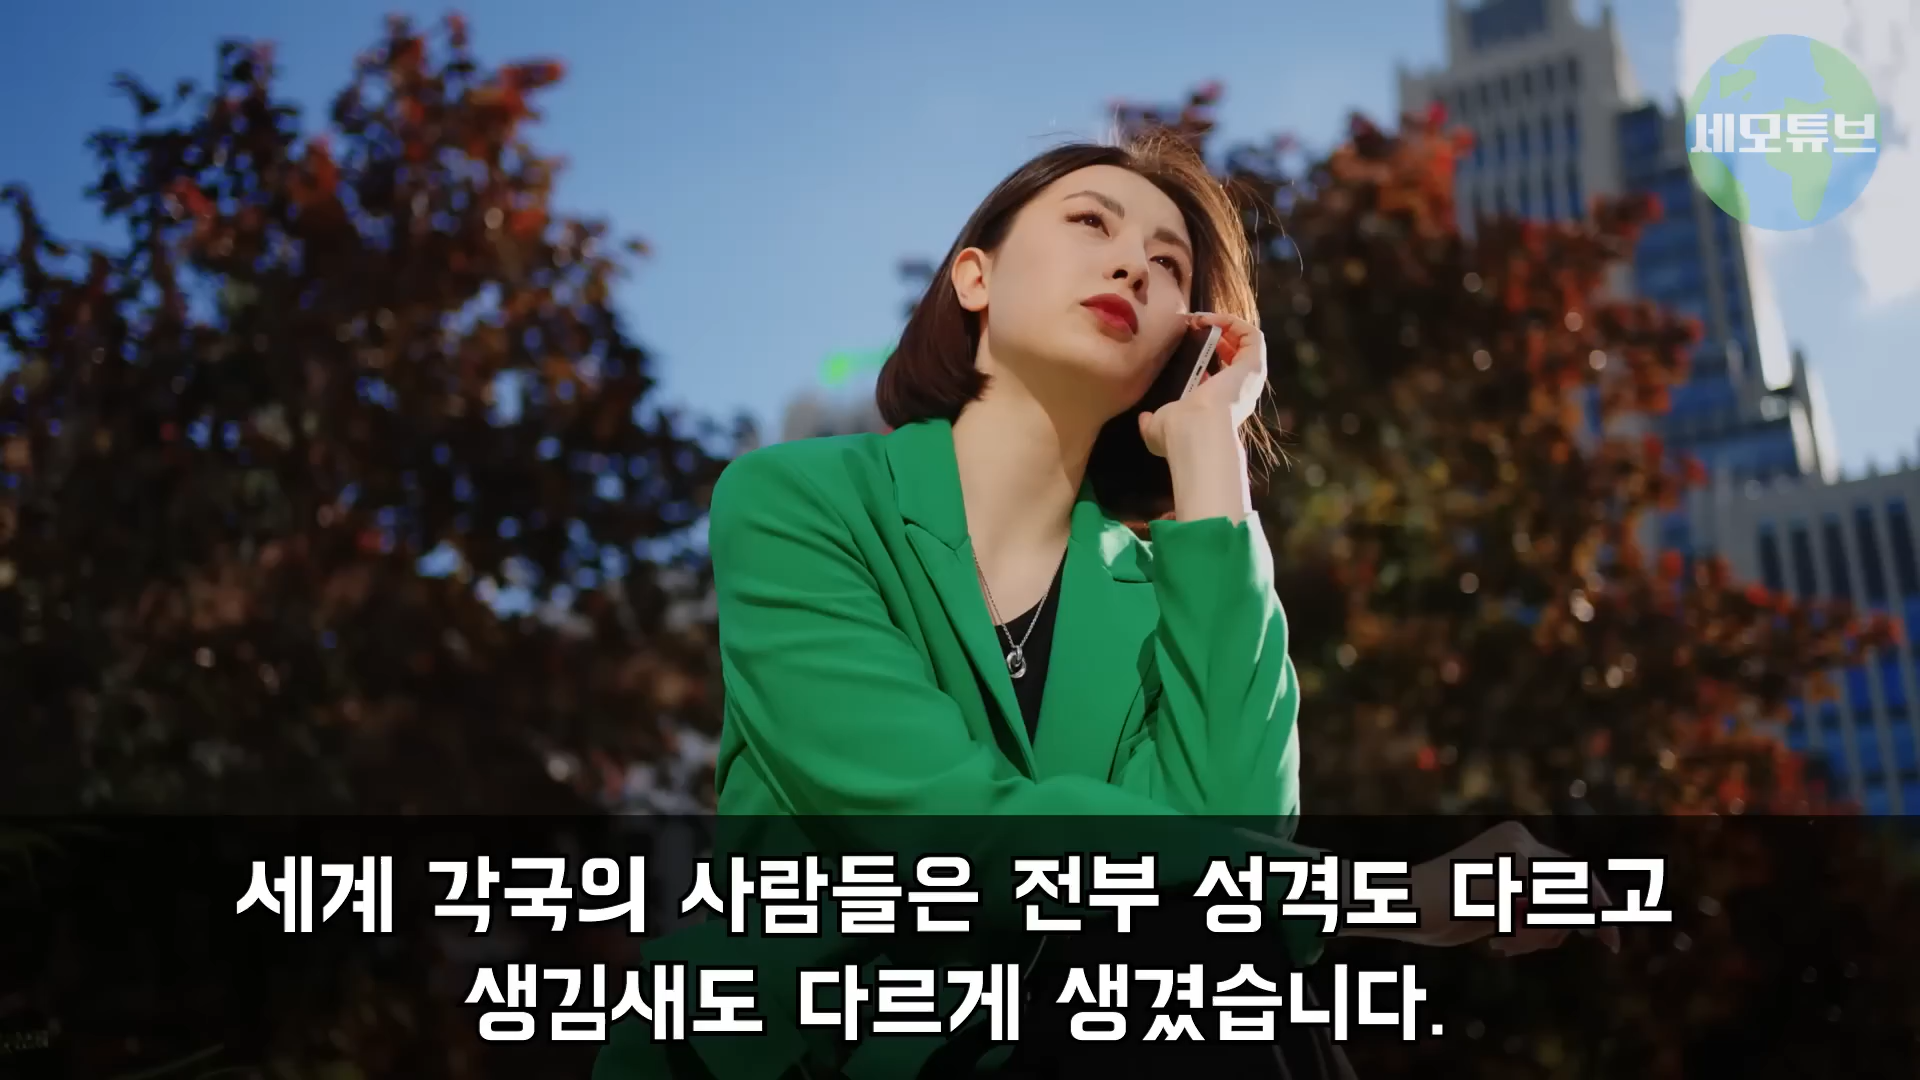 세모튜브
세계 각국의 사람들은 전부 성격도 다르고
생김새도 다르게 생겼습니다.